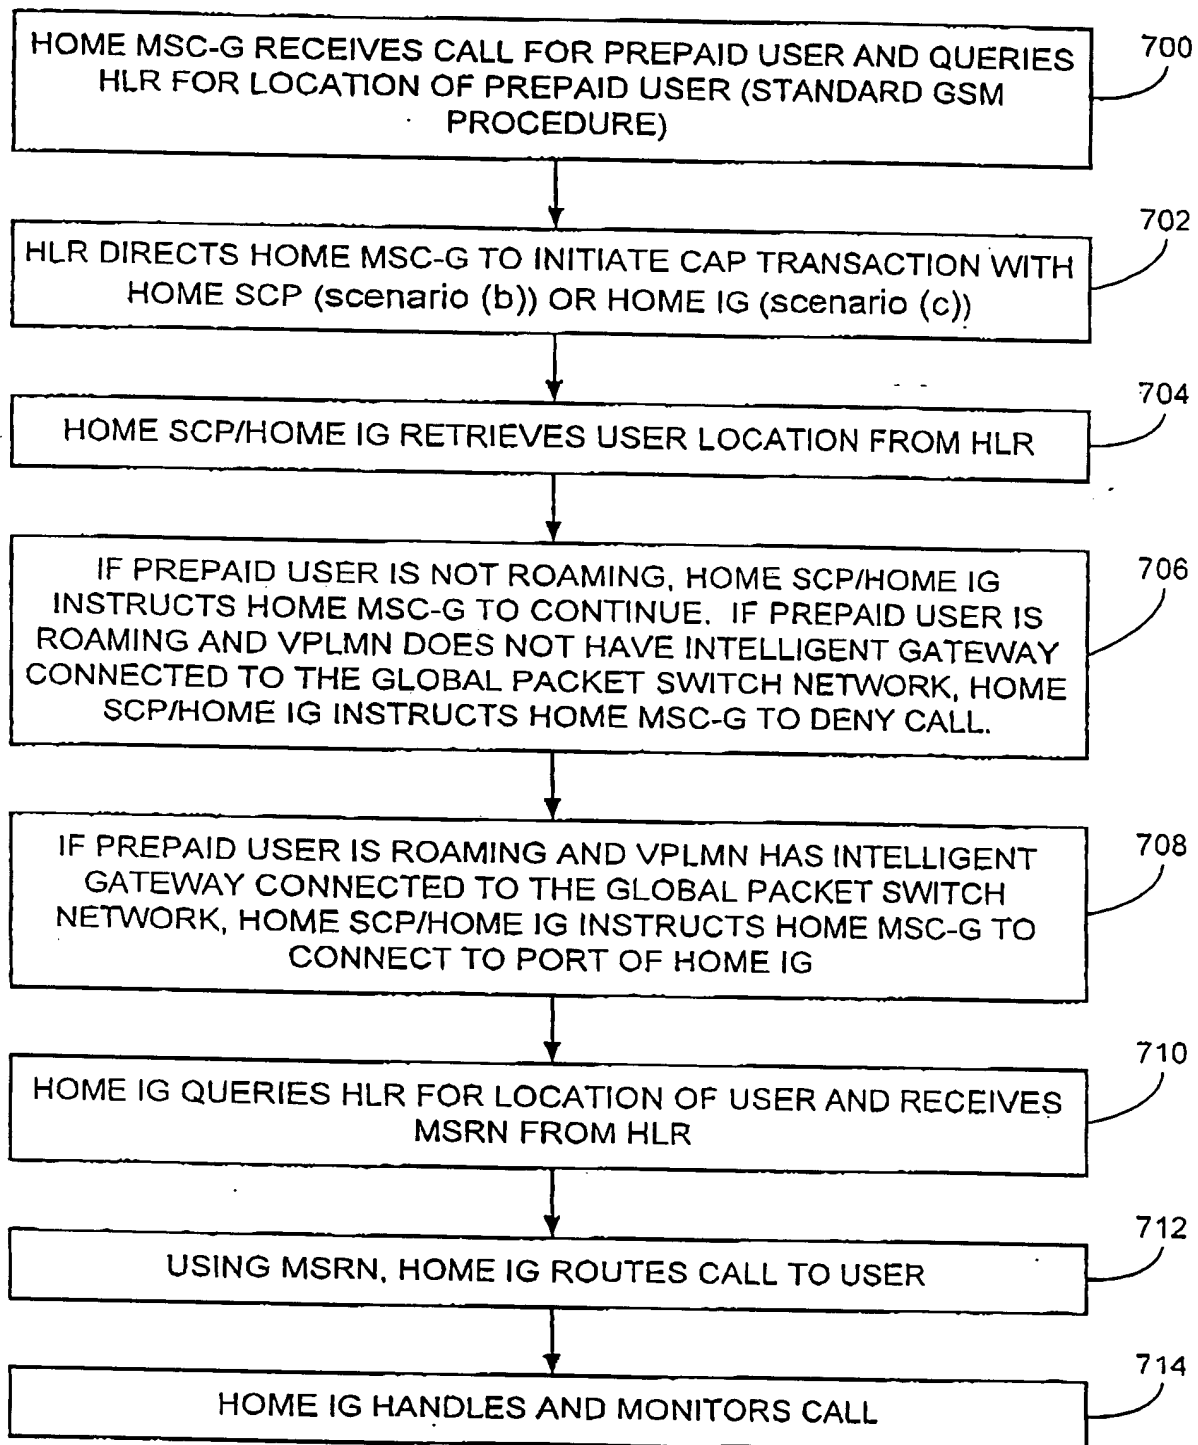 HOME MSC-G RECEIVES CALL FOR PREPAID USER AND QUERIES
HLR FOR LOCATION OF PREPAID USER (STANDARD GSM
PROCEDURE)
700
HLR DIRECTS HOME MSC-G TO INITIATE CAP TRANSACTION WITH
HOME SCP (scenario (b)) OR HOME IG (scenario (c))
702
HOME SCP/HOME IG RETRIEVES USER LOCATION FROM HLR
704
IF PREPAID USER IS NOT ROAMING, HOME SCP/HOME IG
INSTRUCTS HOME MSC-G TO CONTINUE. IF PREPAID USER IS
ROAMING AND VPLMN DOES NOT HAVE INTELLIGENT GATEWAY
CONNECTED TO THE GLOBAL PACKET SWITCH NETWORK, HOME
SCP/HOME IG INSTRUCTS HOME MSC-G TO DENY CALL.
706
IF PREPAID USER IS ROAMING AND VPLMN HAS INTELLIGENT
GATEWAY CONNECTED TO THE GLOBAL PACKET SWITCH
NETWORK, HOME SCP/HOME IG INSTRUCTS HOME MSC-G TO
CONNECT TO PORT OF HOME IG
708
HOME IG QUERIES HLR FOR LOCATION OF USER AND RECEIVES
MSRN FROM HLR
710
USING MSRN, HOME IG ROUTES CALL TO USER
712
HOME IG HANDLES AND MONITORS CALL
714